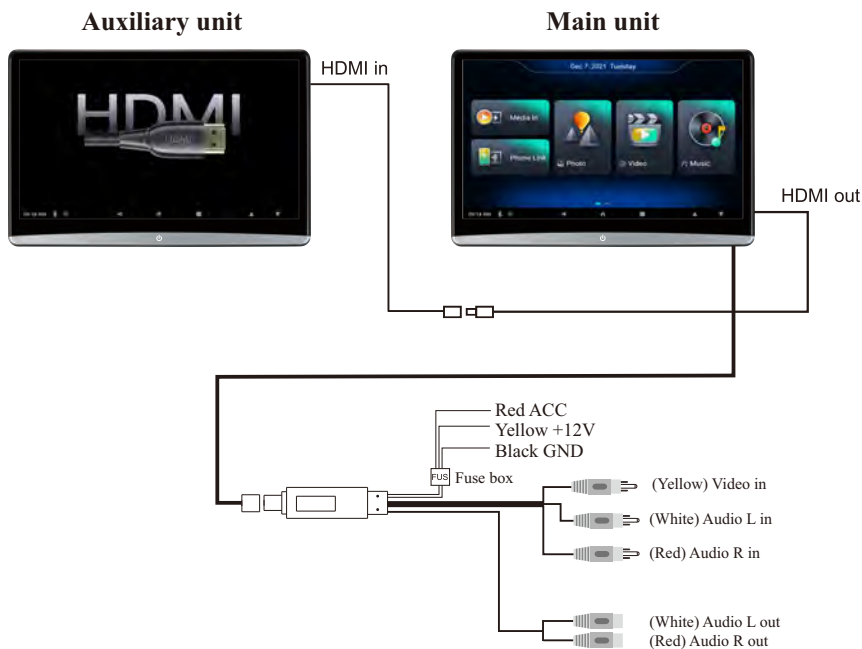 Auxiliary unit
Main unit
HDMI in
HDMI
HDMI
Dec 7,2021 Tuesday
Media In
Phone Link
Photo
Video
Music
HDMI out
Red ACC
Yellow +12V
Black GND
FUS
Fuse box
(Yellow) Video in
(White) Audio L in
(Red) Audio R in
(White) Audio L out
(Red) Audio R out